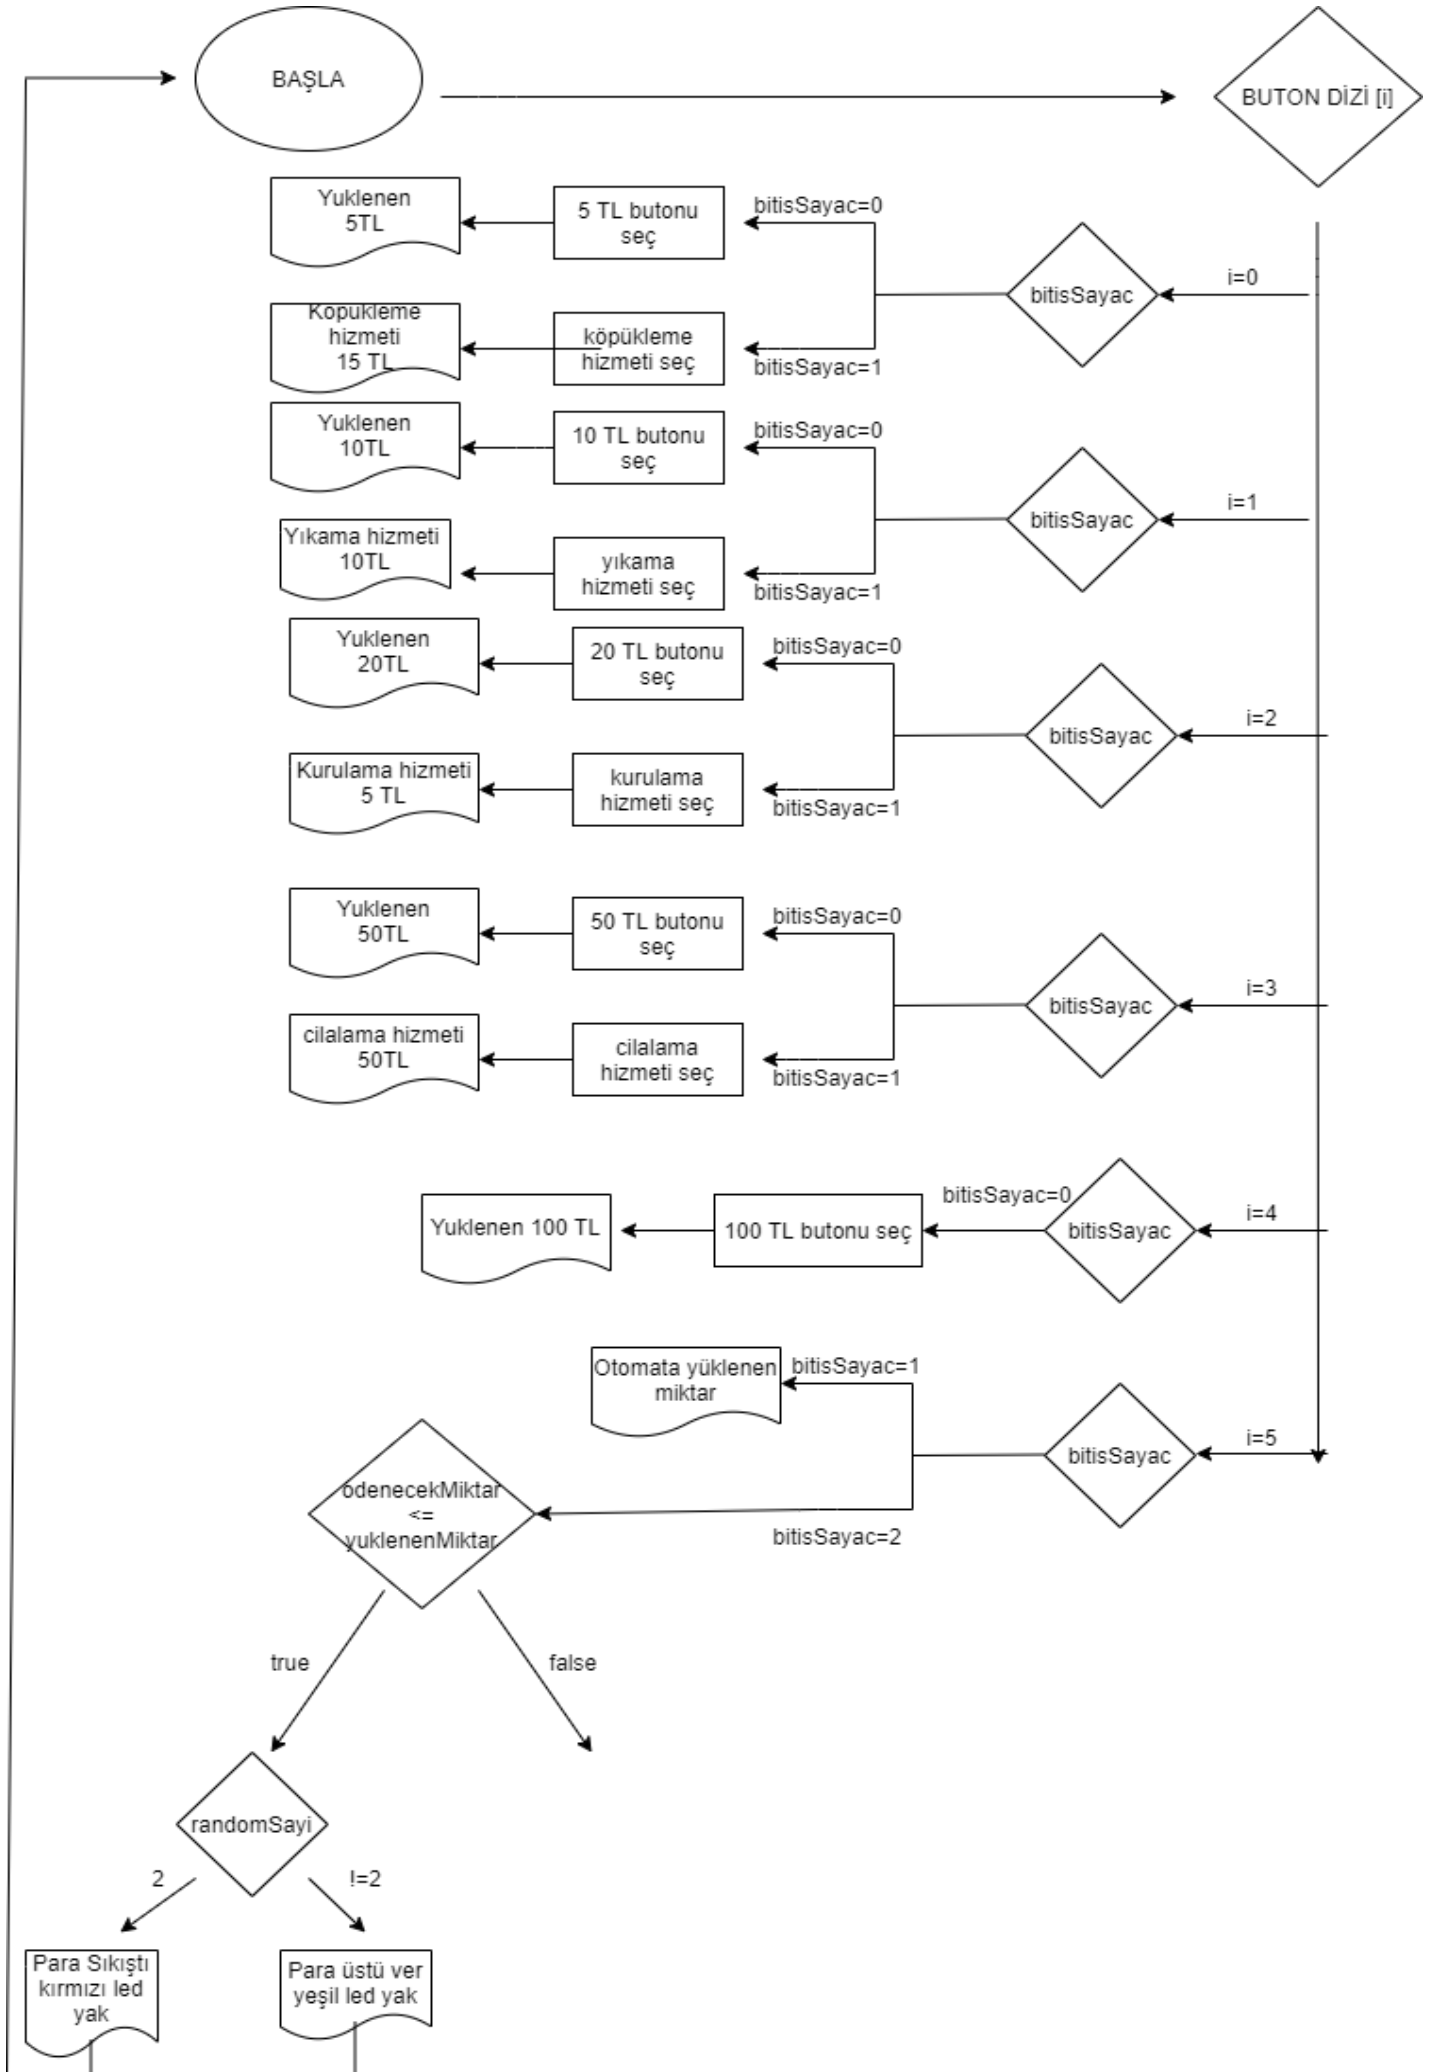 BAŞLA
BUTON DİZİ [i]
Yuklenen
5TL
5 TL butonu
seç
bitisSayac=0
bitisSayac
i=0
Kopukleme
hizmeti
15 TL
köpükleme
hizmeti seç
bitisSayac=1
Yuklenen
10TL
10 TL butonu
seç
bitisSayac=0
bitisSayac
i=1
Yıkama hizmeti
10TL
yıkama
hizmeti seç
bitisSayac=1
Yuklenen
20TL
20 TL butonu
seç
bitisSayac=0
bitisSayac
i=2
Kurulama hizmeti
5 TL
kurulama
hizmeti seç
bitisSayac=1
Yuklenen
50TL
50 TL butonu
seç
bitisSayac=0
bitisSayac
i=3
cilalama hizmeti
50TL
cilalama
hizmeti seç
bitisSayac=1
Yuklenen 100 TL
100 TL butonu seç
bitisSayac=0
bitisSayac
i=4
Otomata yüklenen
miktar
bitisSayac=1
bitisSayac
i=5
odenecekMiktar
<=
yuklenenMiktar
bitisSayac=2
true
false
randomSayi
2
!=2
Para Sıkıştı
kırmızı led
yak
Para üstü ver
yeşil led yak